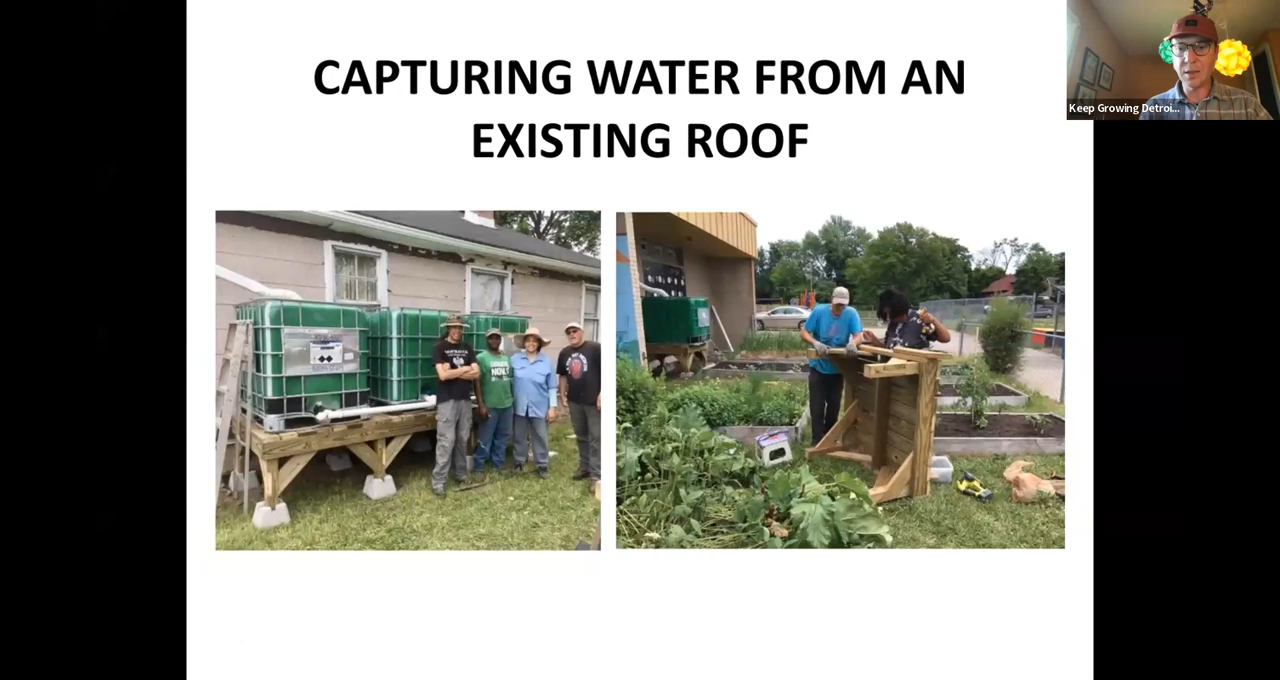 CAPTURING WATER FROM AN
EXISTING ROOF
Keep Growing Detroi...